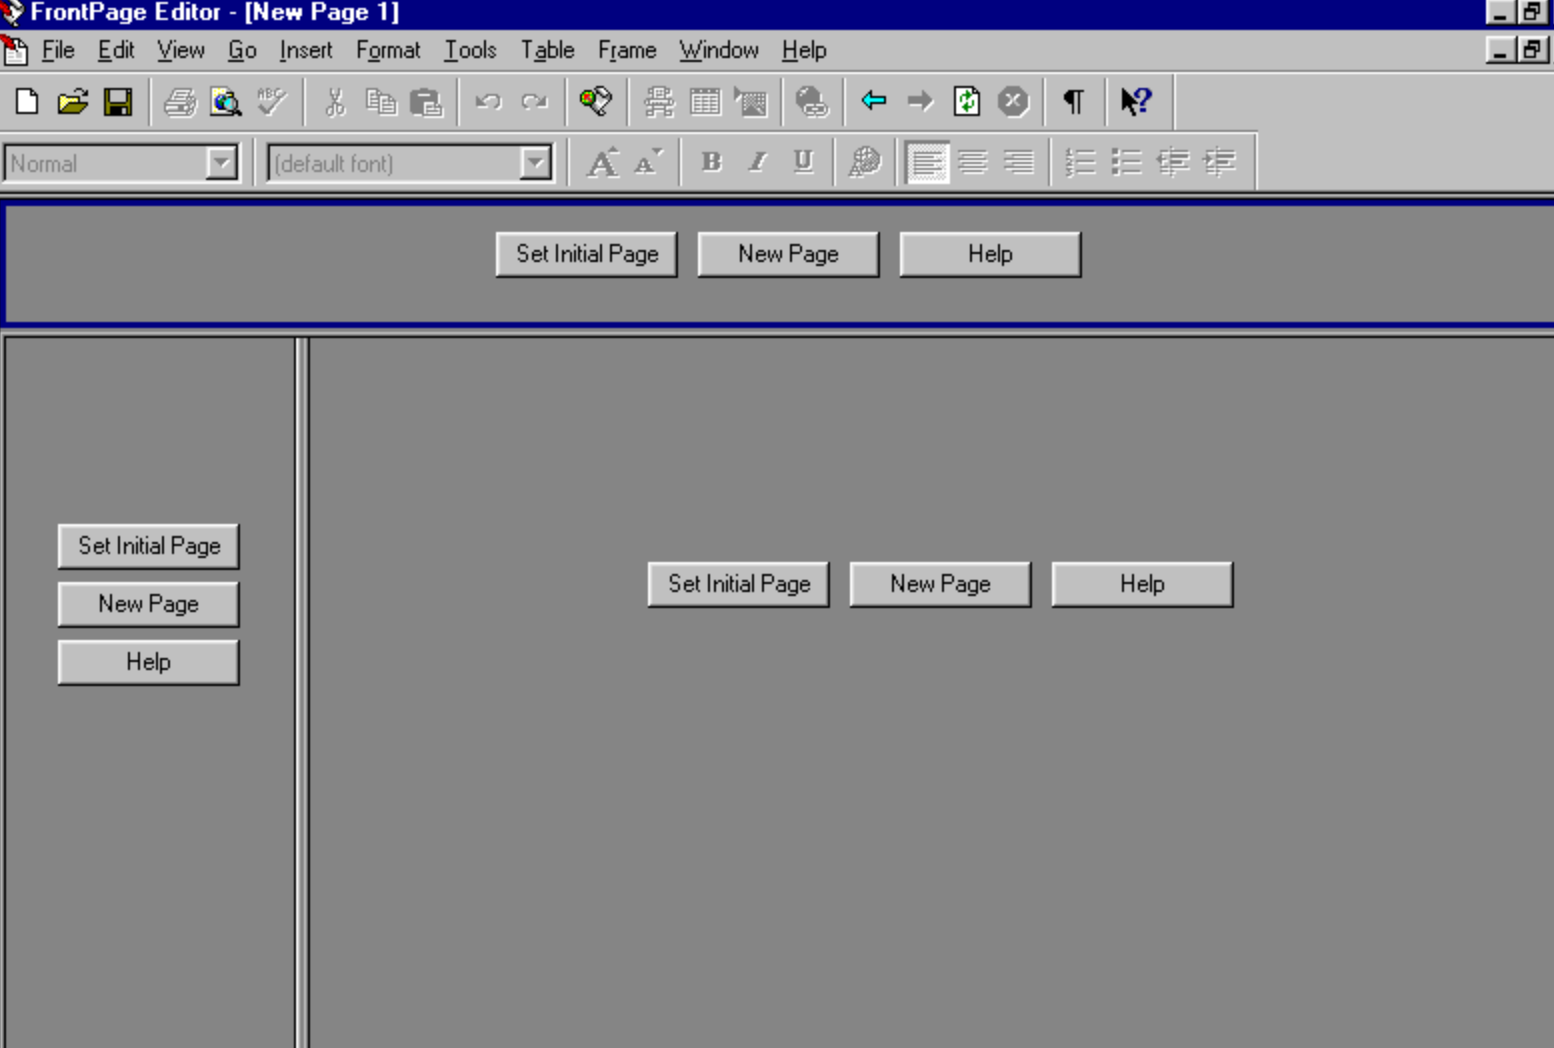 FrontPage Editor - [New Page 1]
File Edit View Go Insert Format Tools Table Frame Window Help
ABC
Normal (default font) A A B I U
Set Initial Page New Page Help
Set Initial Page
New Page
Help
Set Initial Page New Page Help